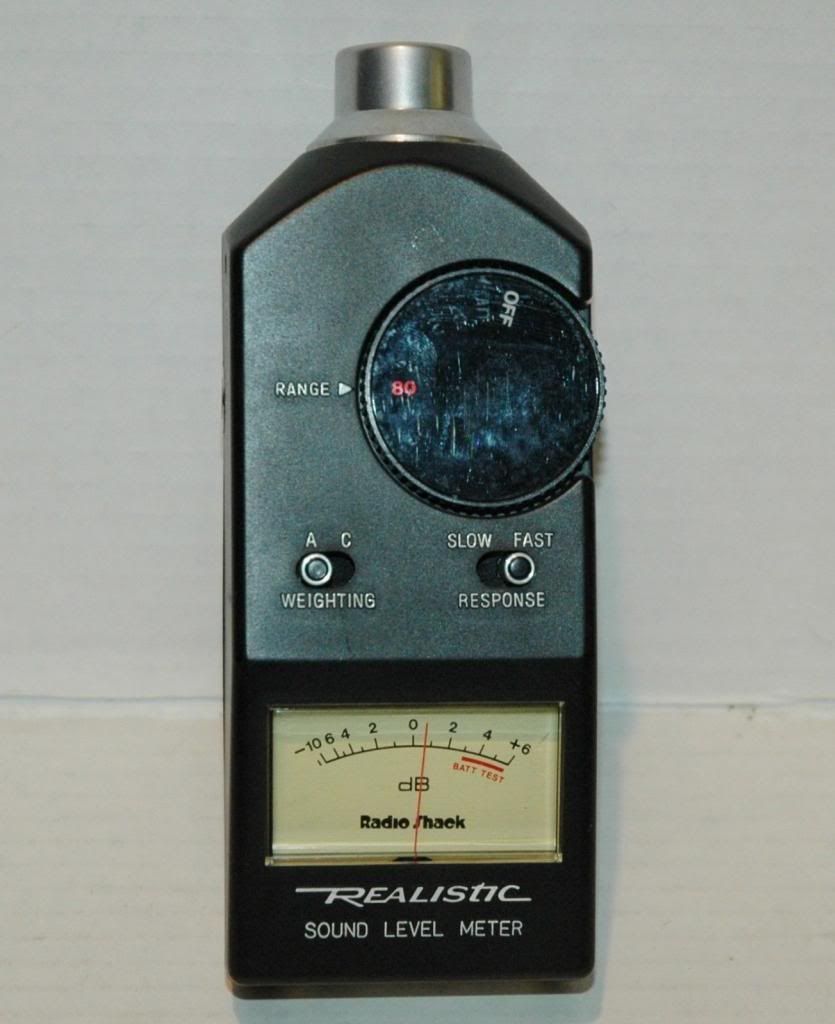 OFF
BATT
RANGE 80
A C
WEIGHTING
SLOW FAST
RESPONSE
-10 6 4 2 0 2 4 +6
BATT TEST
dB
Radio Shack
REALISTIC
SOUND LEVEL METER